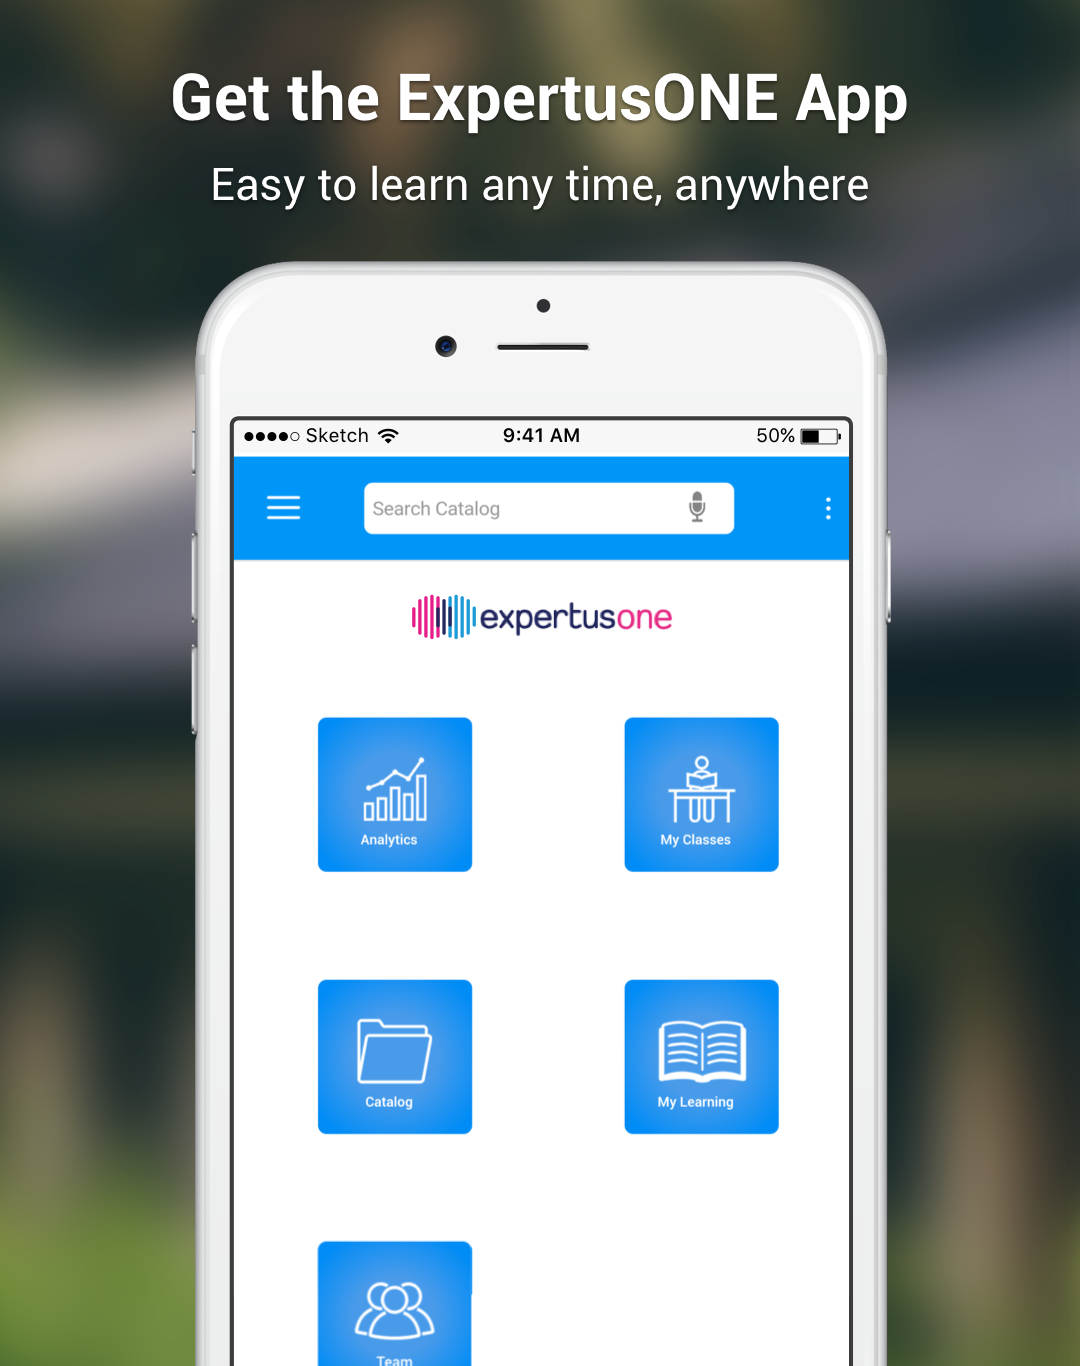 Get the ExpertusONE App
Easy to learn any time, anywhere
Sketch 9:41 AM 50%
Search Catalog
expertusone
Analytics
My Classes
Catalog
My Learning
Team